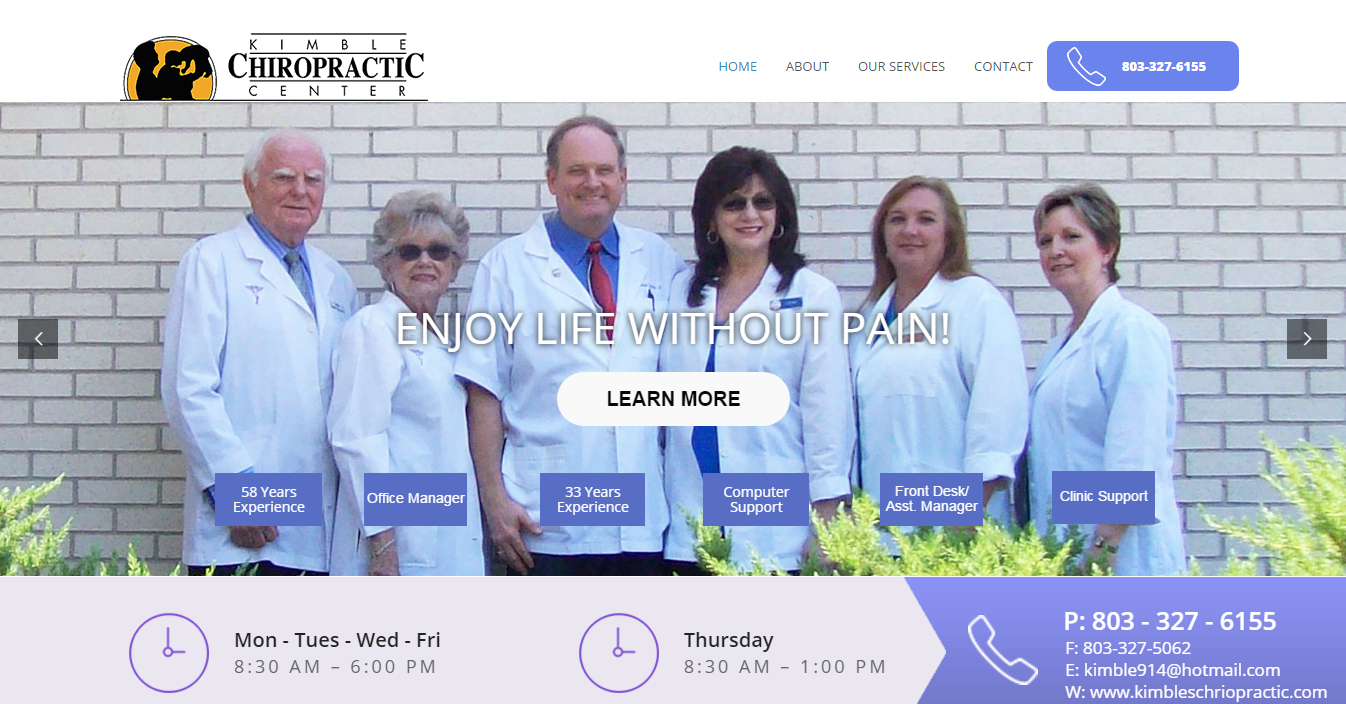 KIMBLE
CHIROPRACTIC
CENTER
HOME
ABOUT
OUR SERVICES
CONTACT
803-327-6155
ENJOY LIFE WITHOUT PAIN!
LEARN MORE
58 Years
Experience
Office Manager
33 Years
Experience
Computer
Support
Front Desk/
Asst. Manager
Clinic Support
Mon - Tues - Wed - Fri
8:30 AM – 6:00 PM
Thursday
8:30 AM – 1:00 PM
P: 803 - 327 - 6155
F: 803-327-5062
E: kimble914@hotmail.com
W: www.kimbleschriopractic.com